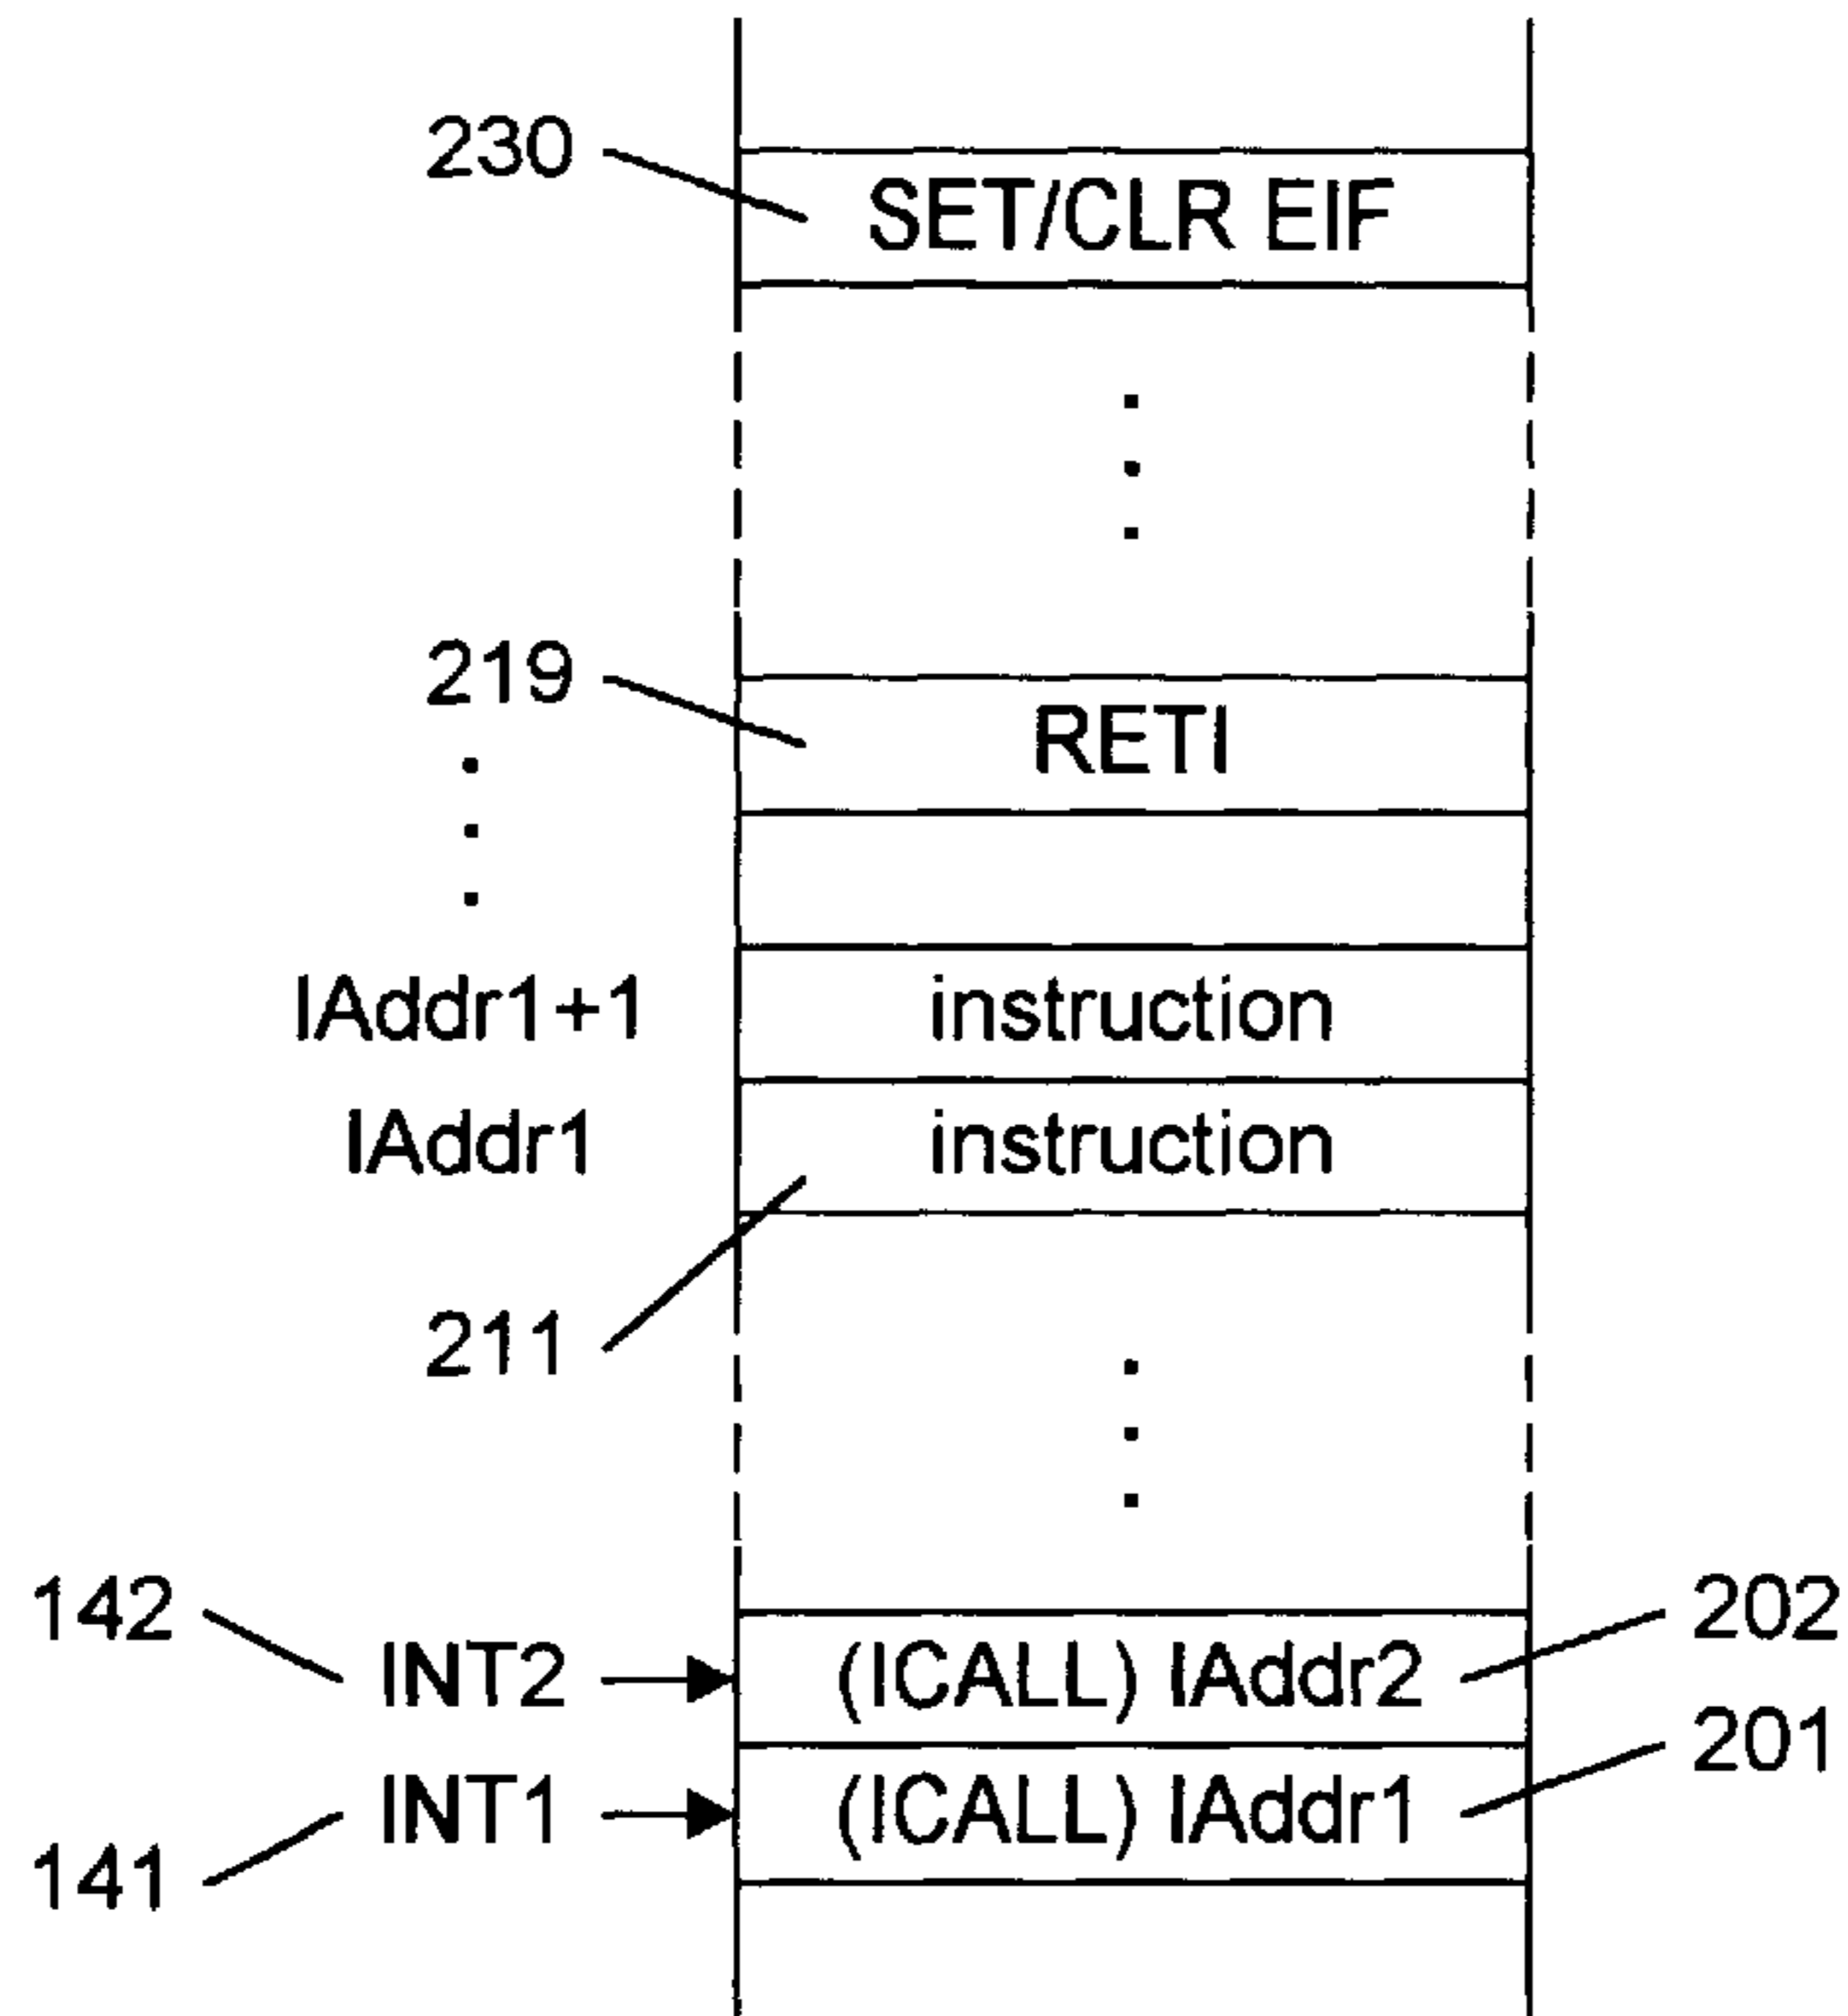 230 SET/CLR EIF
219 RETI
IAddr1+1 instruction
IAddr1 instruction
211
142 INT2 (ICALL) IAddr2 202
141 INT1 (ICALL) IAddr1 201